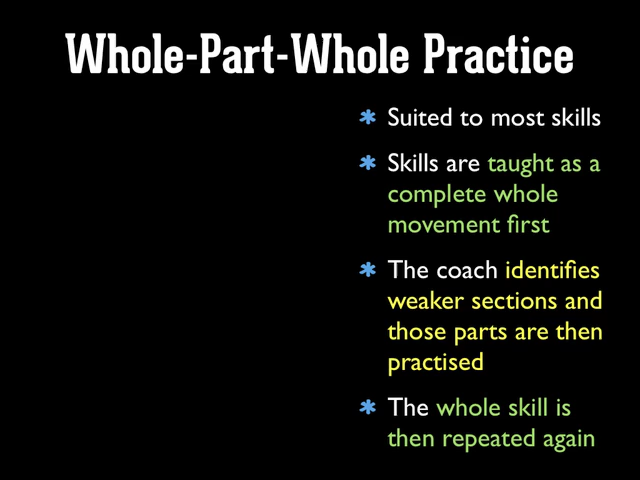 Whole-Part-Whole Practice
* Suited to most skills
* Skills are taught as a
complete whole
movement first
* The coach identifies
weaker sections and
those parts are then
practised
* The whole skill is
then repeated again